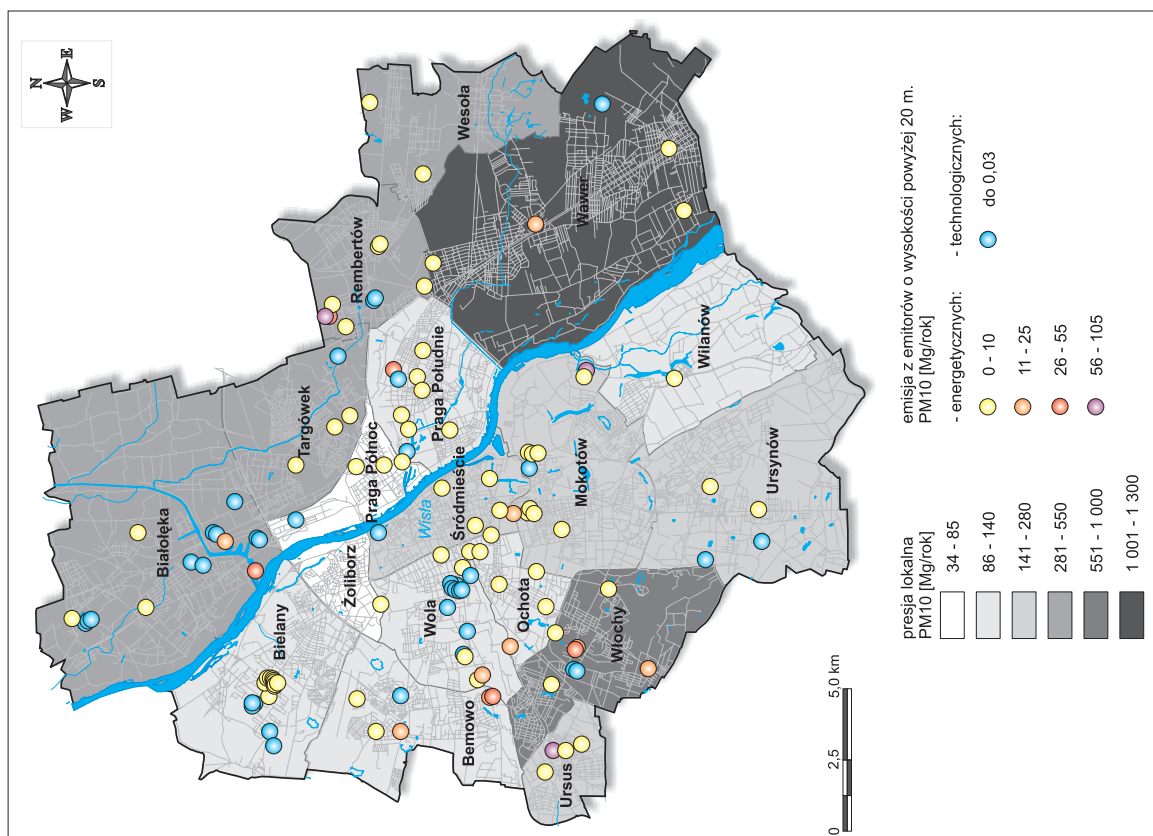 N
W E
S
Białołęka
Targówek
Rembertów
Wesoła
Bielany
Żoliborz
Praga Północ
Praga Południe
Wawer
Wisła
Bemowo
Wola
Śródmieście
Ochota
Mokotów
Wilanów
Ursus
Włochy
Ursynów
0 2,5 5,0 km
presja lokalna
PM10 [Mg/rok]
34 - 85
86 - 140
141 - 280
281 - 550
551 - 1 000
1 001 - 1 300
emisja z emitorów o wysokości powyżej 20 m.
PM10 [Mg/rok]
- energetycznych:
0 - 10
11 - 25
26 - 55
56 - 105
- technologicznych:
do 0,03